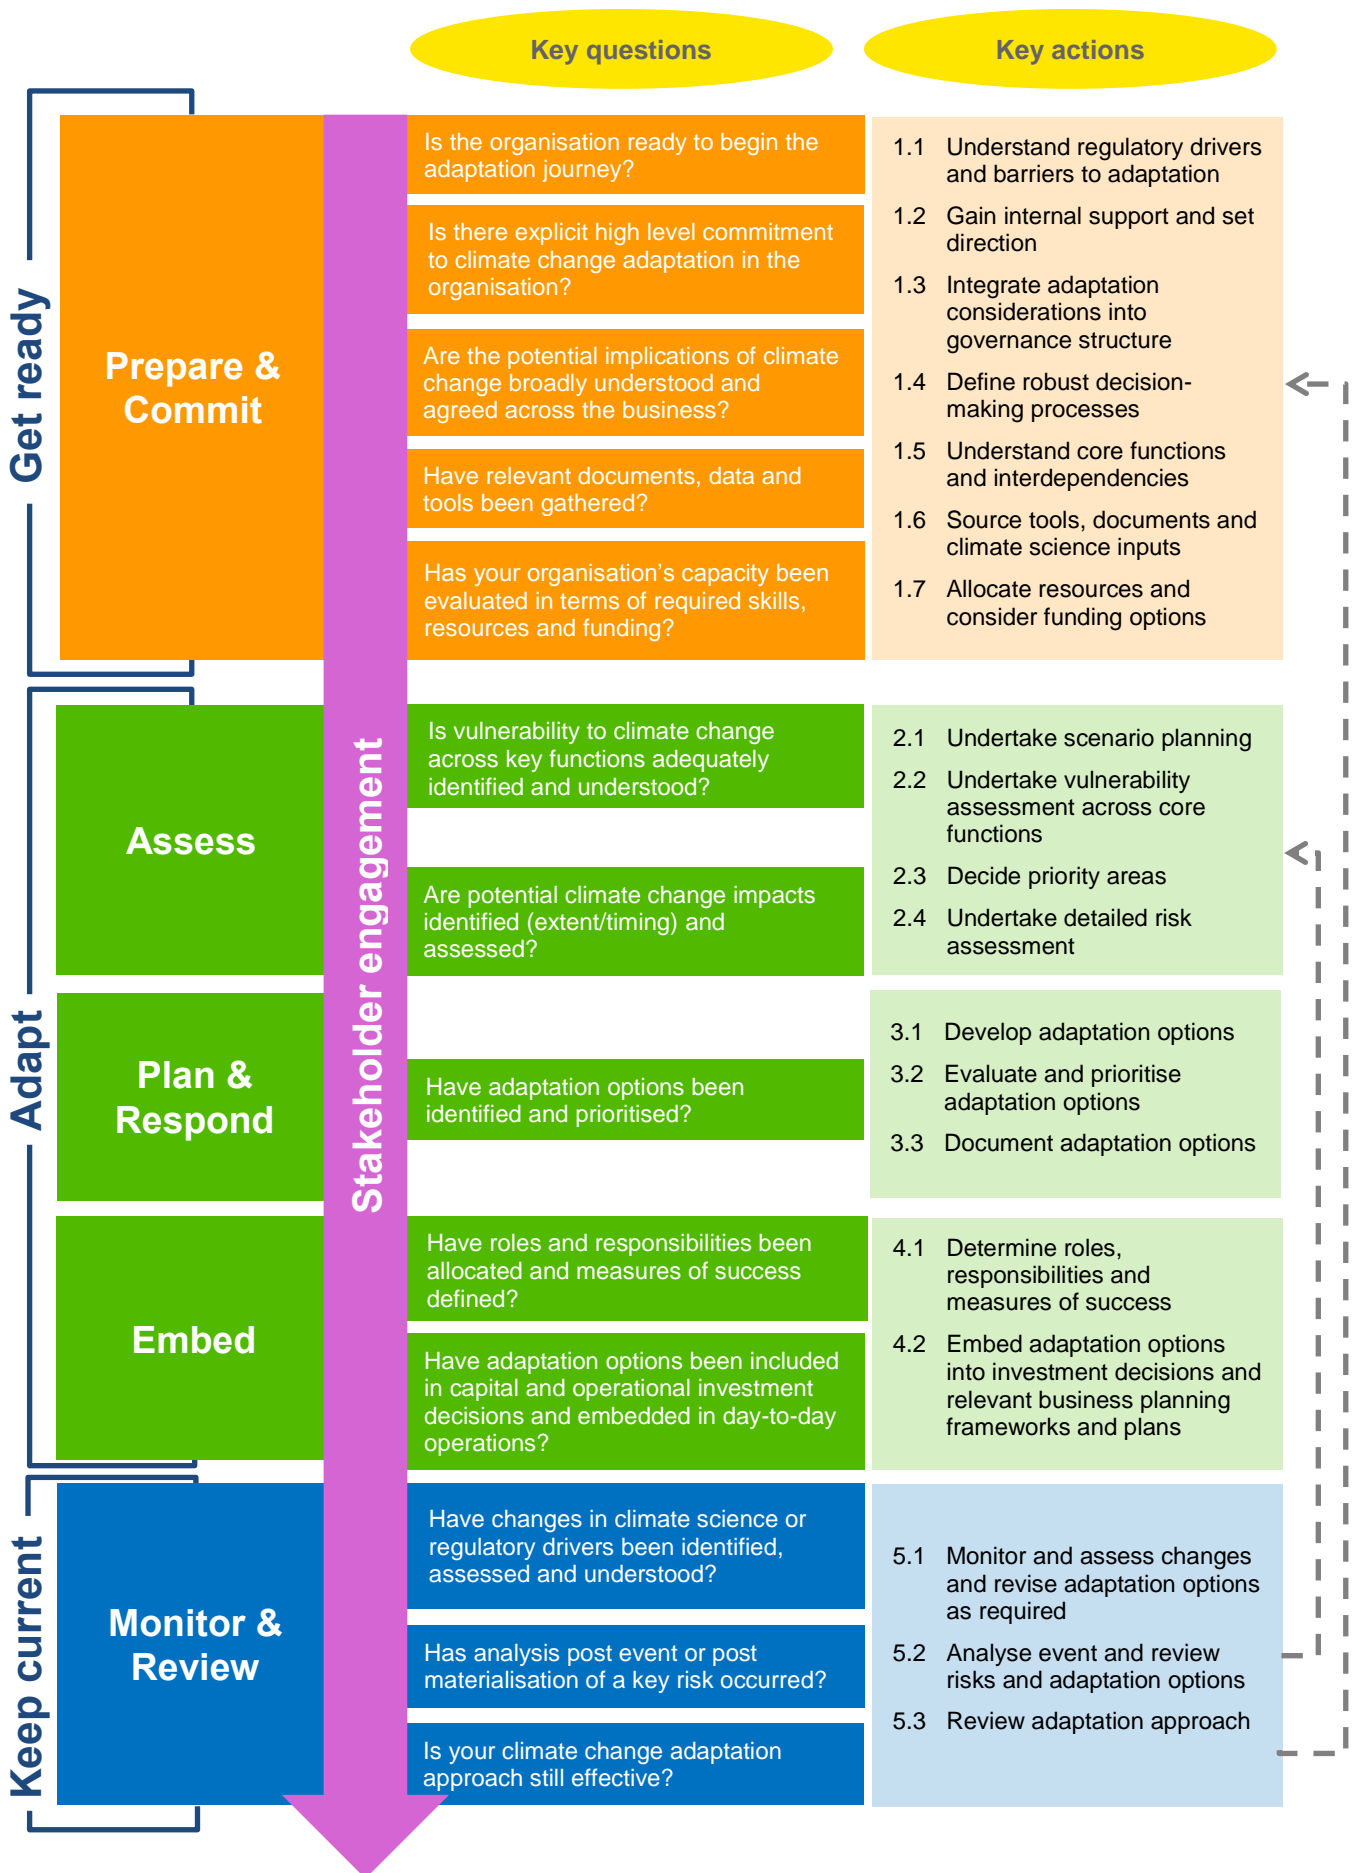 Key questions
Key actions
Get ready
Prepare &
Commit
Is the organisation ready to begin the
adaptation journey?
Is there explicit high level commitment
to climate change adaptation in the
organisation?
Are the potential implications of climate
change broadly understood and
agreed across the business?
Have relevant documents, data and
tools been gathered?
Has your organisation’s capacity been
evaluated in terms of required skills,
resources and funding?
1.1 Understand regulatory drivers
and barriers to adaptation
1.2 Gain internal support and set
direction
1.3 Integrate adaptation
considerations into
governance structure
1.4 Define robust decision-
making processes
1.5 Understand core functions
and interdependencies
1.6 Source tools, documents and
climate science inputs
1.7 Allocate resources and
consider funding options
Stakeholder engagement
Adapt
Assess
Is vulnerability to climate change
across key functions adequately
identified and understood?
Are potential climate change impacts
identified (extent/timing) and
assessed?
2.1 Undertake scenario planning
2.2 Undertake vulnerability
assessment across core
functions
2.3 Decide priority areas
2.4 Undertake detailed risk
assessment
Plan &
Respond
Have adaptation options been
identified and prioritised?
3.1 Develop adaptation options
3.2 Evaluate and prioritise
adaptation options
3.3 Document adaptation options
Embed
Have roles and responsibilities been
allocated and measures of success
defined?
Have adaptation options been included
in capital and operational investment
decisions and embedded in day-to-day
operations?
4.1 Determine roles,
responsibilities and
measures of success
4.2 Embed adaptation options
into investment decisions and
relevant business planning
frameworks and plans
Keep current
Monitor &
Review
Have changes in climate science or
regulatory drivers been identified,
assessed and understood?
Has analysis post event or post
materialisation of a key risk occurred?
Is your climate change adaptation
approach still effective?
5.1 Monitor and assess changes
and revise adaptation options
as required
5.2 Analyse event and review
risks and adaptation options
5.3 Review adaptation approach